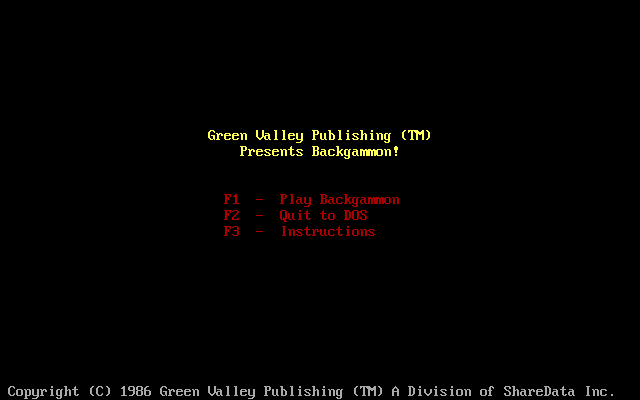 Green Valley Publishing (TM)
Presents Backgammon!
F1 - Play Backgammon
F2 - Quit to DOS
F3 - Instructions
Copyright (C) 1986 Green Valley Publishing (TM) A Division of ShareData Inc.